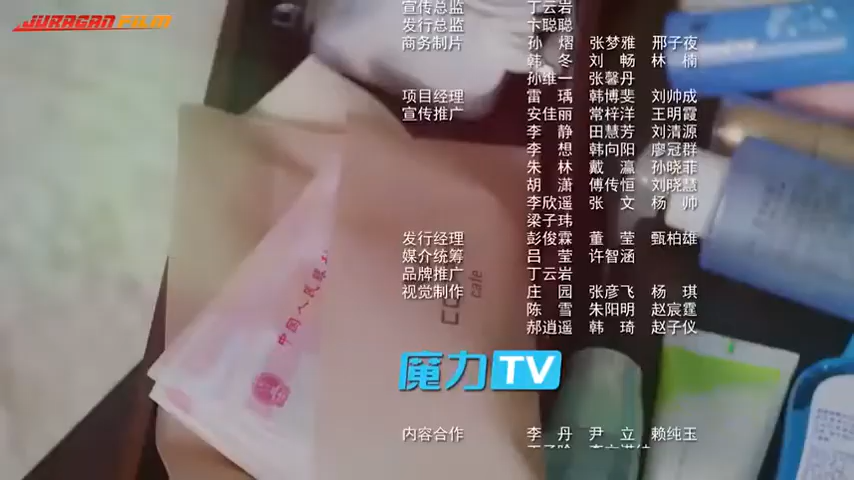 JURAGAN FILM
宣传总监 丁云岩
发行总监 卞聪聪
商务制片 孙熠 张梦雅 邢子夜
韩冬 刘畅 林楠
孙维一 张馨丹
项目经理 雷瑀 韩博斐 刘帅成
宣传推广 安佳丽 常梓洋 王明霞
李静 田慧芳 刘清源
李想 韩向阳 廖冠群
朱林 戴瀛 孙晓菲
胡潇 傅传恒 刘晓慧
李欣遥 张文 杨帅
梁子玮
发行经理 彭俊霖 董莹 甄柏雄
媒介统筹 吕莹 许智涵
品牌推广 丁云岩
视觉制作 庄园 张彦飞 杨琪
陈雪 朱阳明 赵宸霆
郝逍遥 韩琦 赵子仪
魔力TV
内容合作 李丹 尹立 赖纯玉
中国人民银
cafe